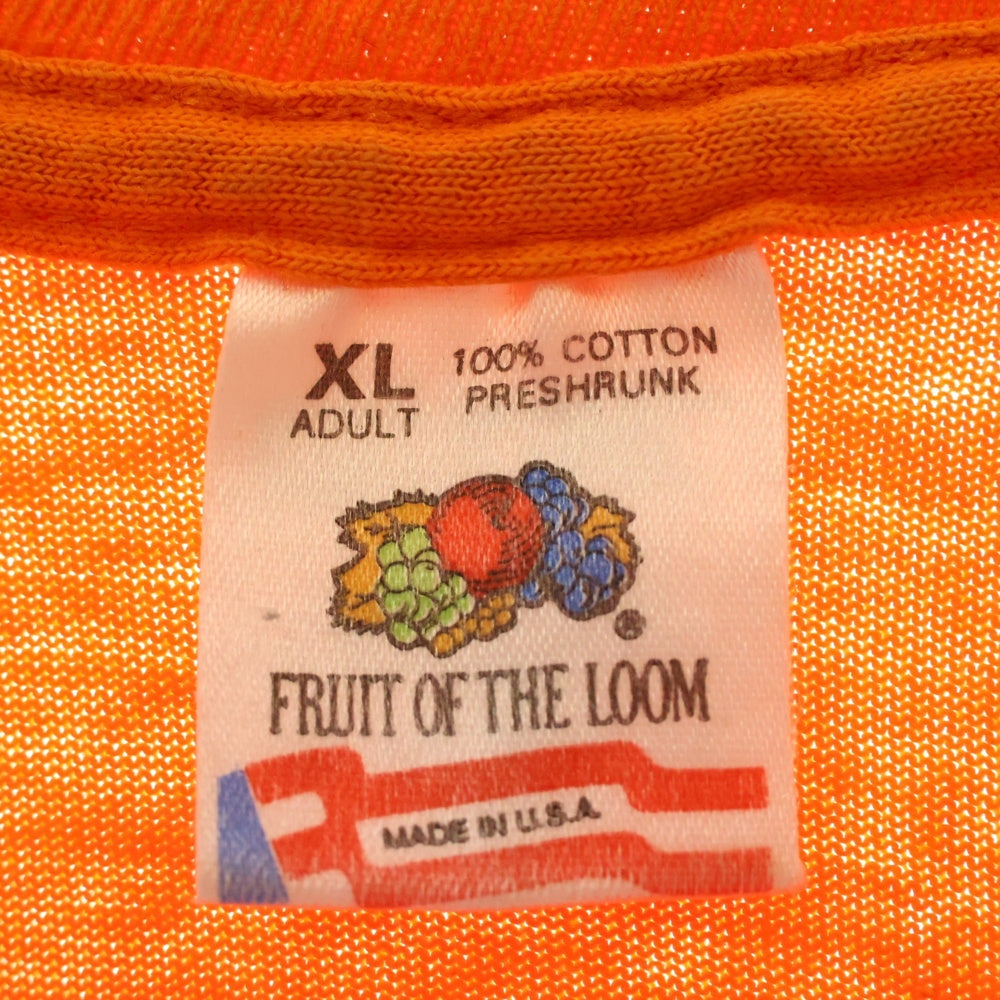 XL
ADULT
100% COTTON
PRESHRUNK
®
FRUIT OF THE LOOM
MADE IN U.S.A.